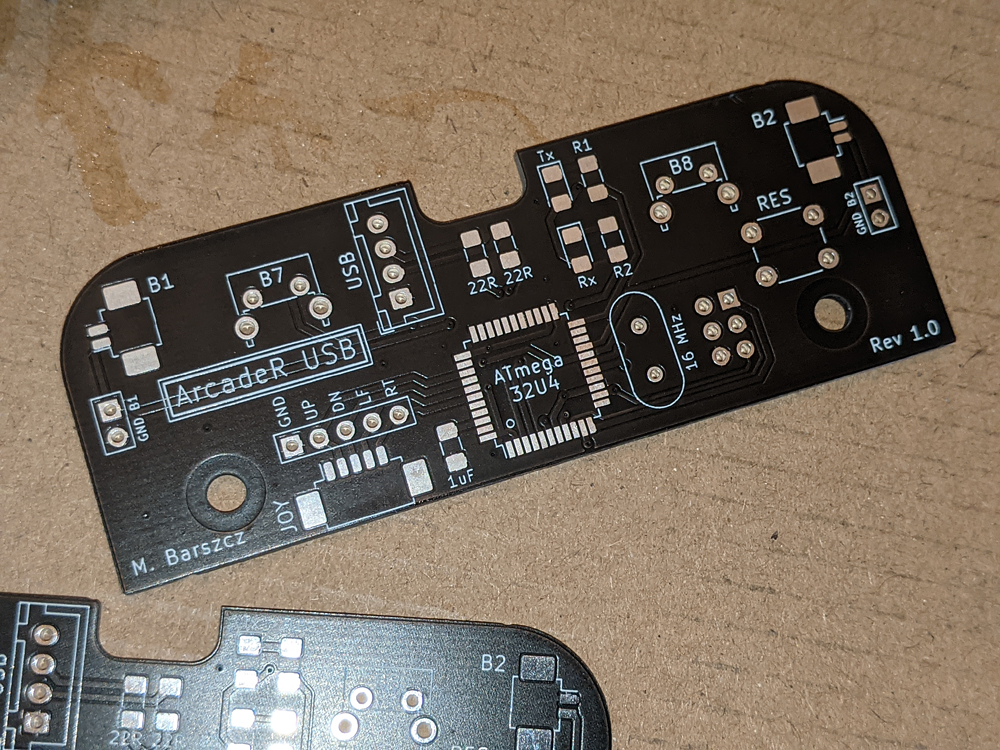 B1
B7
USB
22R 22R
Tx
R1
Rx
R2
B8
RES
B2
B2
GND
ArcadeR USB
B1
GND
GND
UP
DN
LF
RT
ATmega
32U4
16 MHz
1uF
JOY
Rev 1.0
M. Barszcz
22R 22R
B2